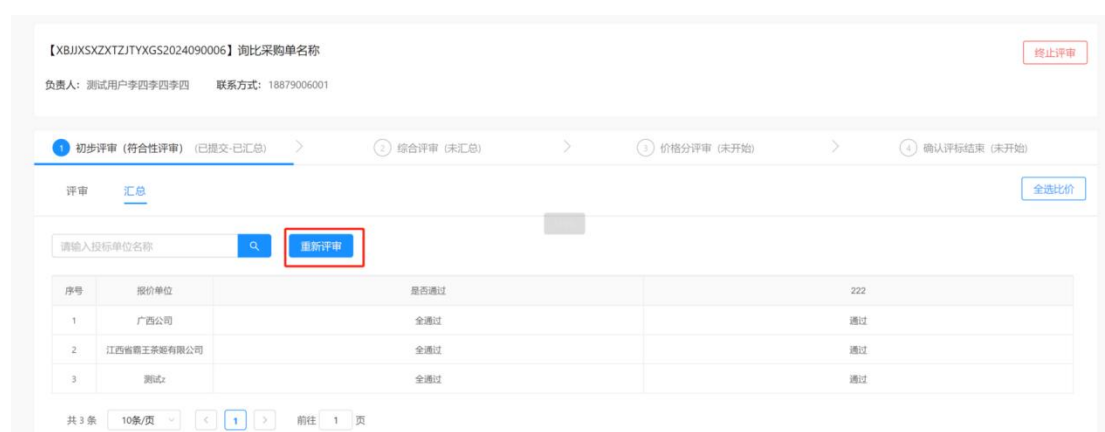 【XBJJXSXZXTZJTYXGS2024090006】询比采购单名称
终止评审
负责人：测试用户李四李四李四 联系方式：18879006001
1 初步评审（符合性评审）（已提交-已汇总） 2 综合评审（未汇总） 3 价格分评审（未开始） 4 确认评标结束（未开始）
评审 汇总 全选比价
请输入投标单位名称 重新评审
序号 报价单位 是否通过 222
1 广西公司 全通过 通过
2 江西省霸王茶姬有限公司 全通过 通过
3 测试z 全通过 通过
共 3 条 10条/页 1 前往 1 页